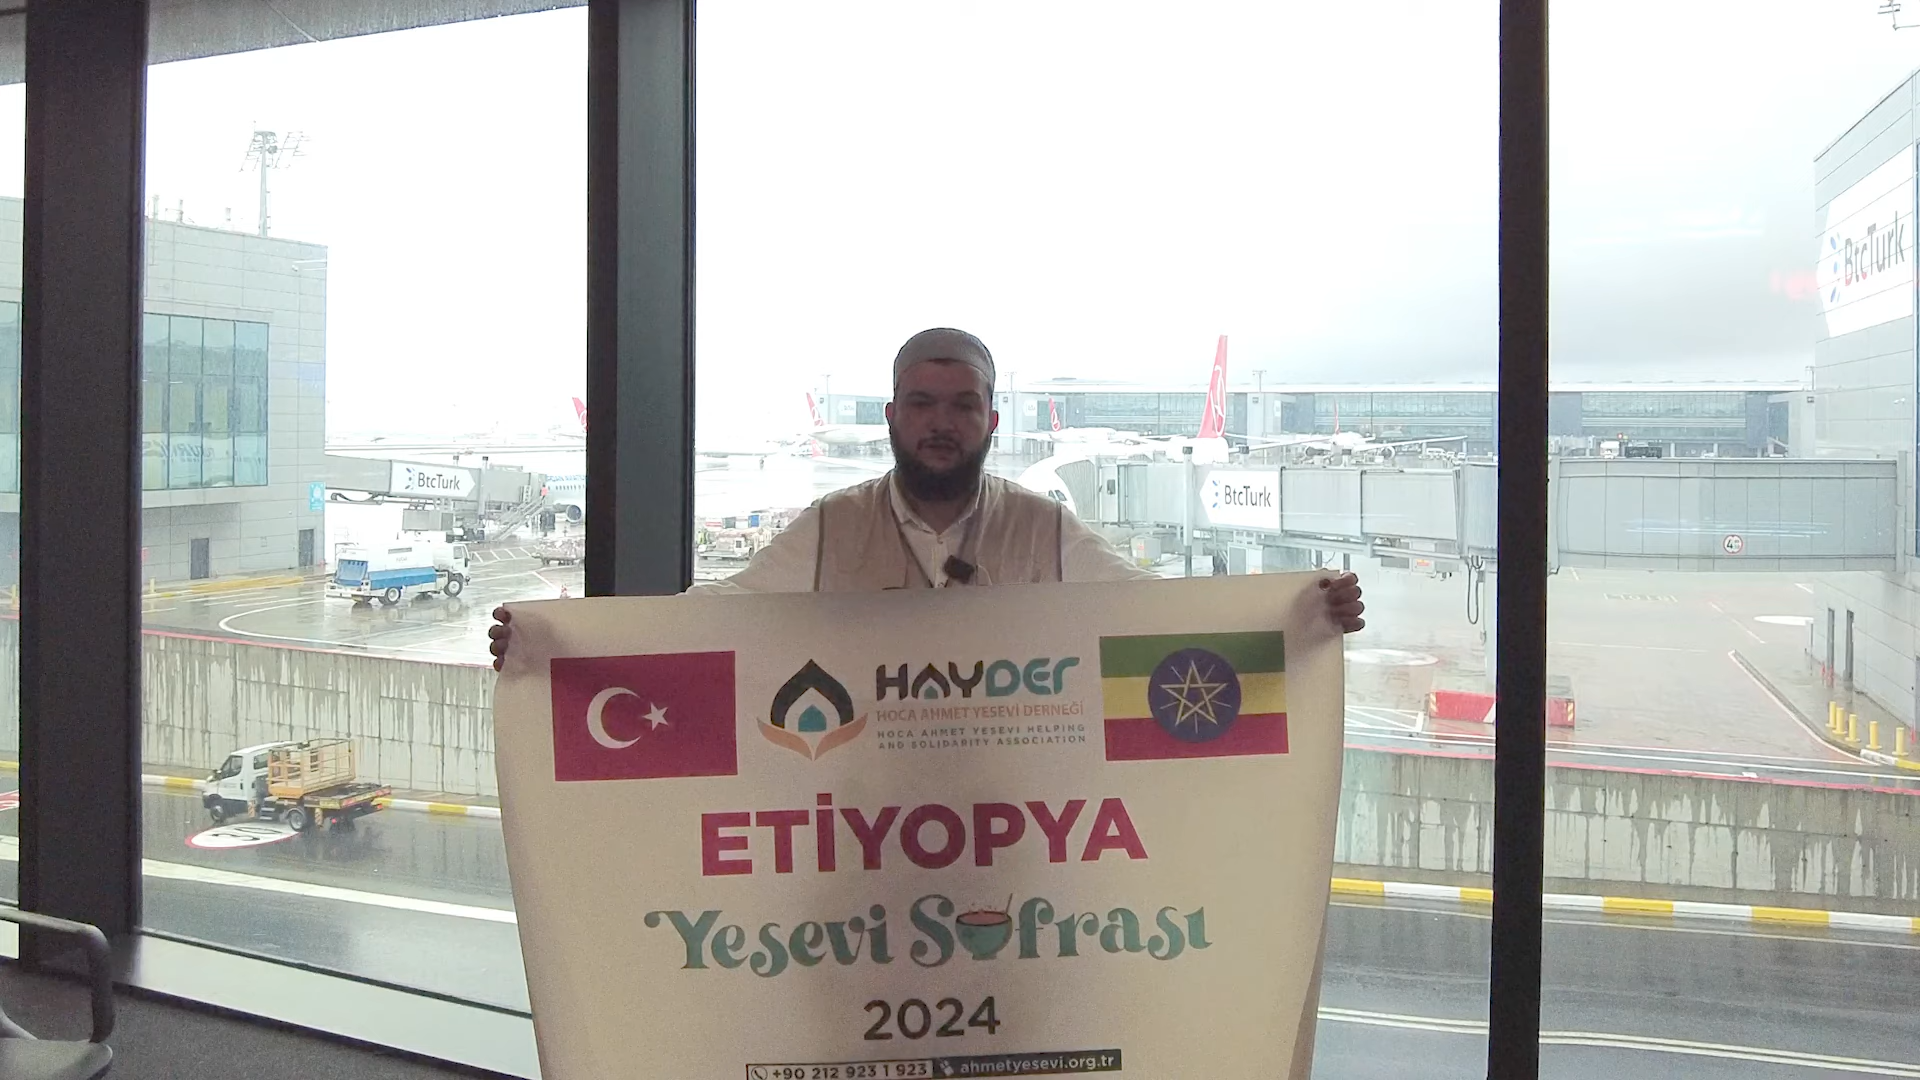 BtcTurk
BtcTurk
BtcTurk
4
HAYDER
HOCA AHMET YESEVİ DERNEĞİ
HOCA AHMET YESEVI HELPING
AND SOLIDARITY ASSOCIATION
ETİYOPYA
Yesevi Sofrası
2024
+90 212 923 1 923 ahmetyesevi.org.tr